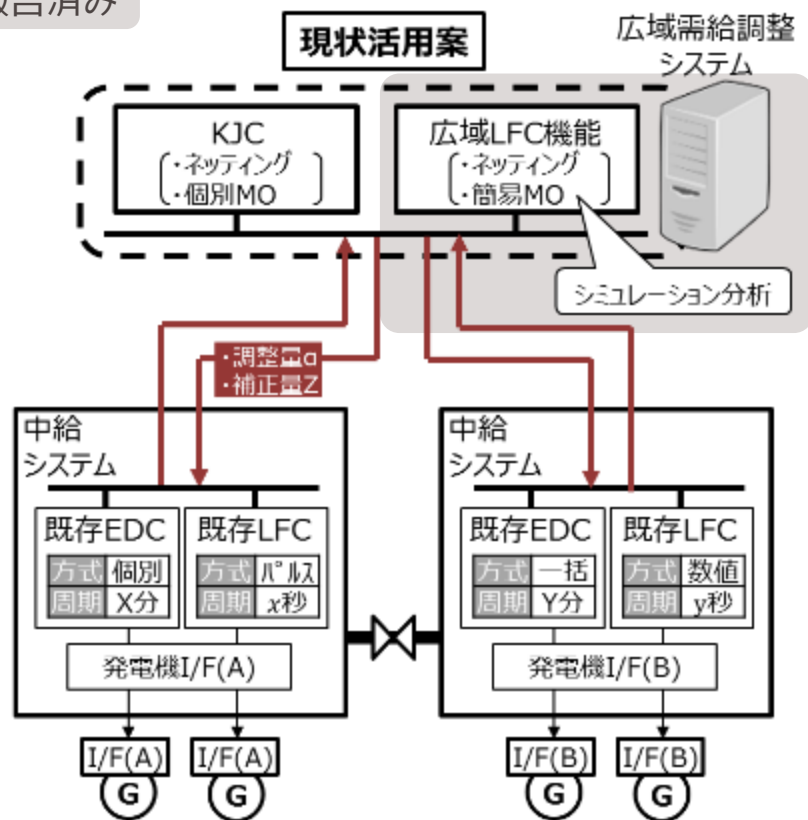 告済み
現状活用案
広域需給調整
システム
KJC
・ネッティング
・個別MO
広域LFC機能
・ネッティング
・簡易MO
シミュレーション分析
・調整量α
・補正量Z
中給
システム
既存EDC
方式 個別
周期 X分
既存LFC
方式 パルス
周期 x秒
発電機I/F(A)
I/F(A)
G
I/F(A)
G
中給
システム
既存EDC
方式 一括
周期 Y分
既存LFC
方式 数値
周期 y秒
発電機I/F(B)
I/F(B)
G
I/F(B)
G